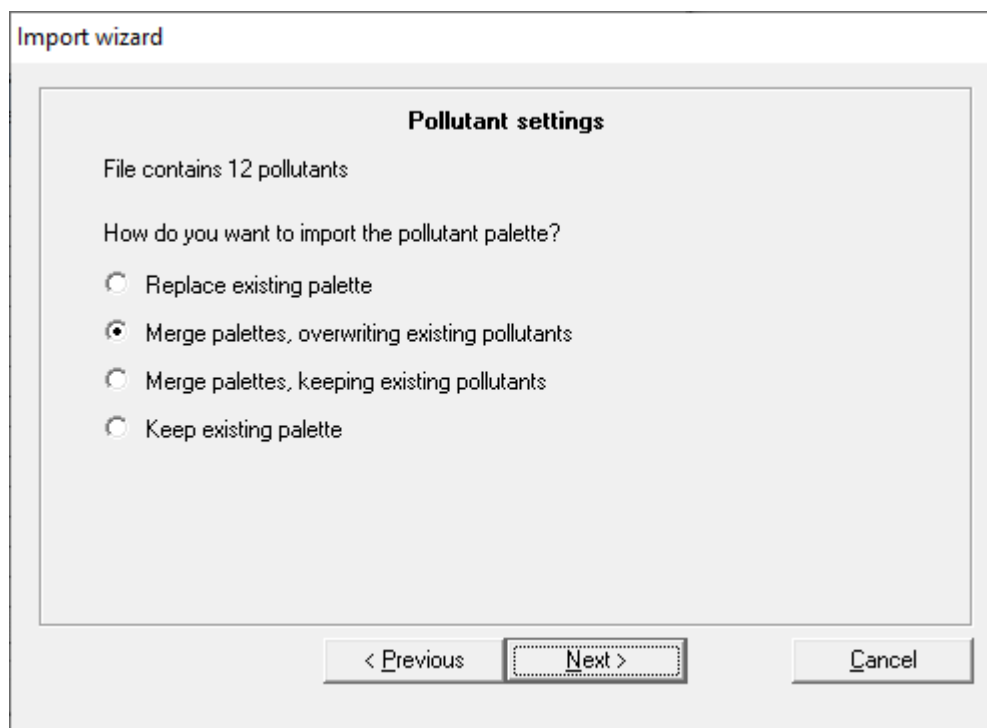 Import wizard
Pollutant settings
File contains 12 pollutants
How do you want to import the pollutant palette?
Replace existing palette
Merge palettes, overwriting existing pollutants
Merge palettes, keeping existing pollutants
Keep existing palette
< Previous Next > Cancel